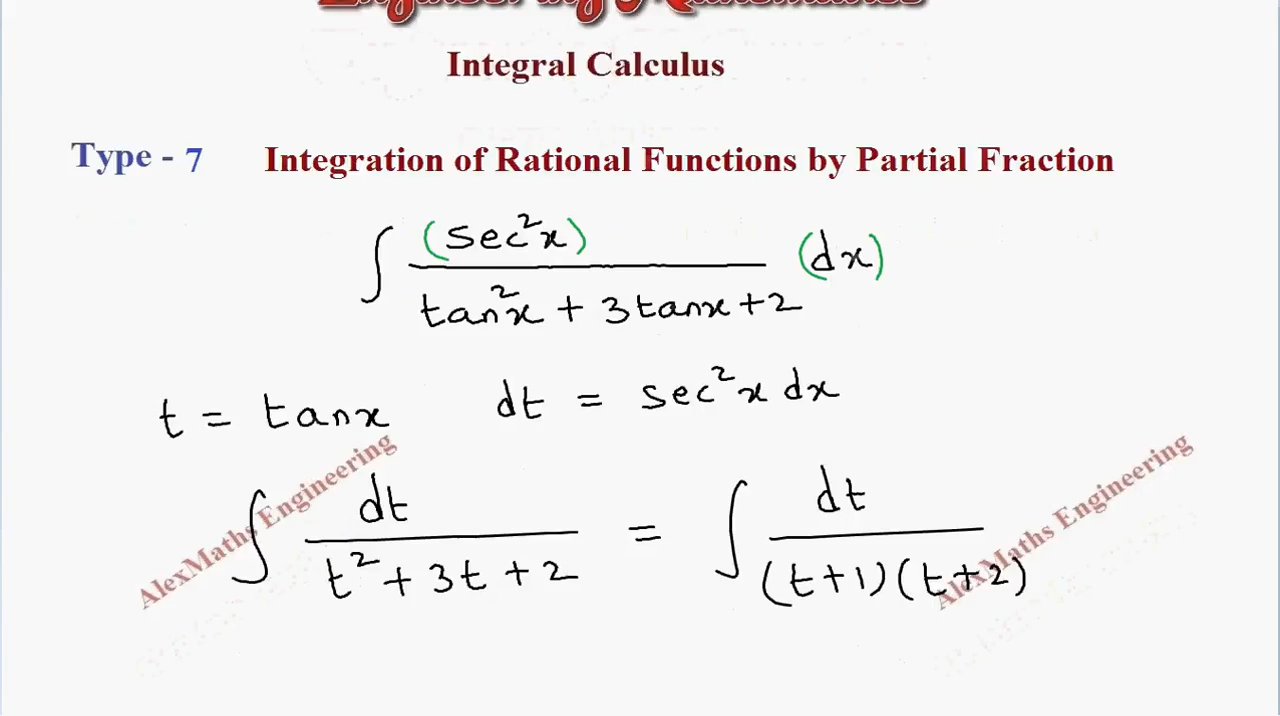 Integral Calculus
Type - 7 Integration of Rational Functions by Partial Fraction
∫ (sec²x) / (tan²x + 3tanx + 2) (dx)
t = tanx dt = sec²x dx
∫ dt / (t² + 3t + 2) = ∫ dt / ((t+1)(t+2))
AlexMaths Engineering
AlexMaths Engineering